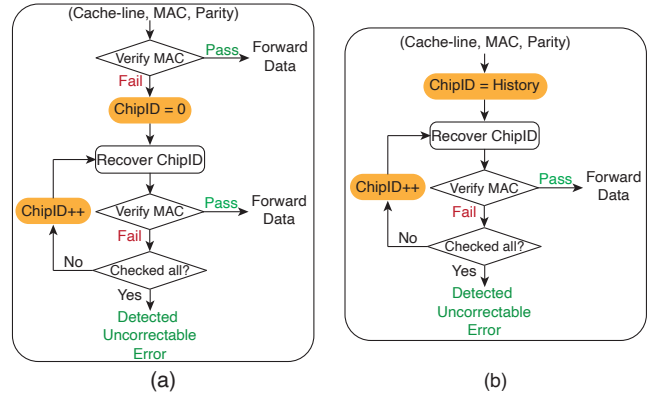 (Cache-line, MAC, Parity)
Verify MAC
Pass
Forward
Data
Fail
ChipID = 0
Recover ChipID
ChipID++
Verify MAC
Pass
Forward
Data
Fail
No
Checked all?
Yes
Detected
Uncorrectable
Error
(a)
(Cache-line, MAC, Parity)
ChipID = History
Recover ChipID
ChipID++
Verify MAC
Pass
Forward
Data
Fail
No
Checked all?
Yes
Detected
Uncorrectable
Error
(b)